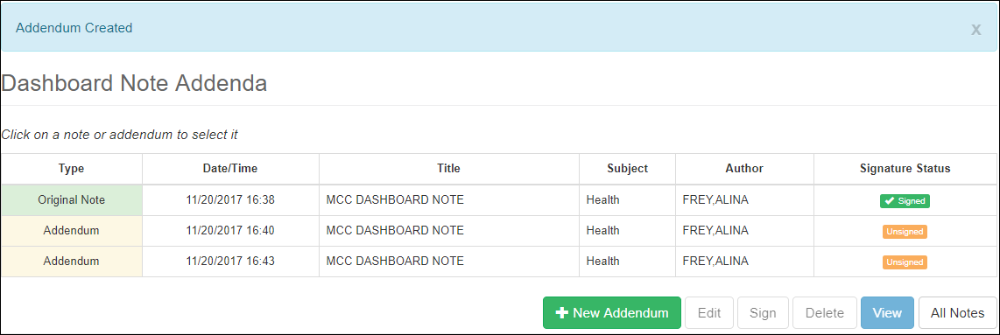 Addendum Created x
Dashboard Note Addenda
Click on a note or addendum to select it
Type Date/Time Title Subject Author Signature Status
Original Note 11/20/2017 16:38 MCC DASHBOARD NOTE Health FREY,ALINA Signed
Addendum 11/20/2017 16:40 MCC DASHBOARD NOTE Health FREY,ALINA Unsigned
Addendum 11/20/2017 16:43 MCC DASHBOARD NOTE Health FREY,ALINA Unsigned
New Addendum Edit Sign Delete View All Notes